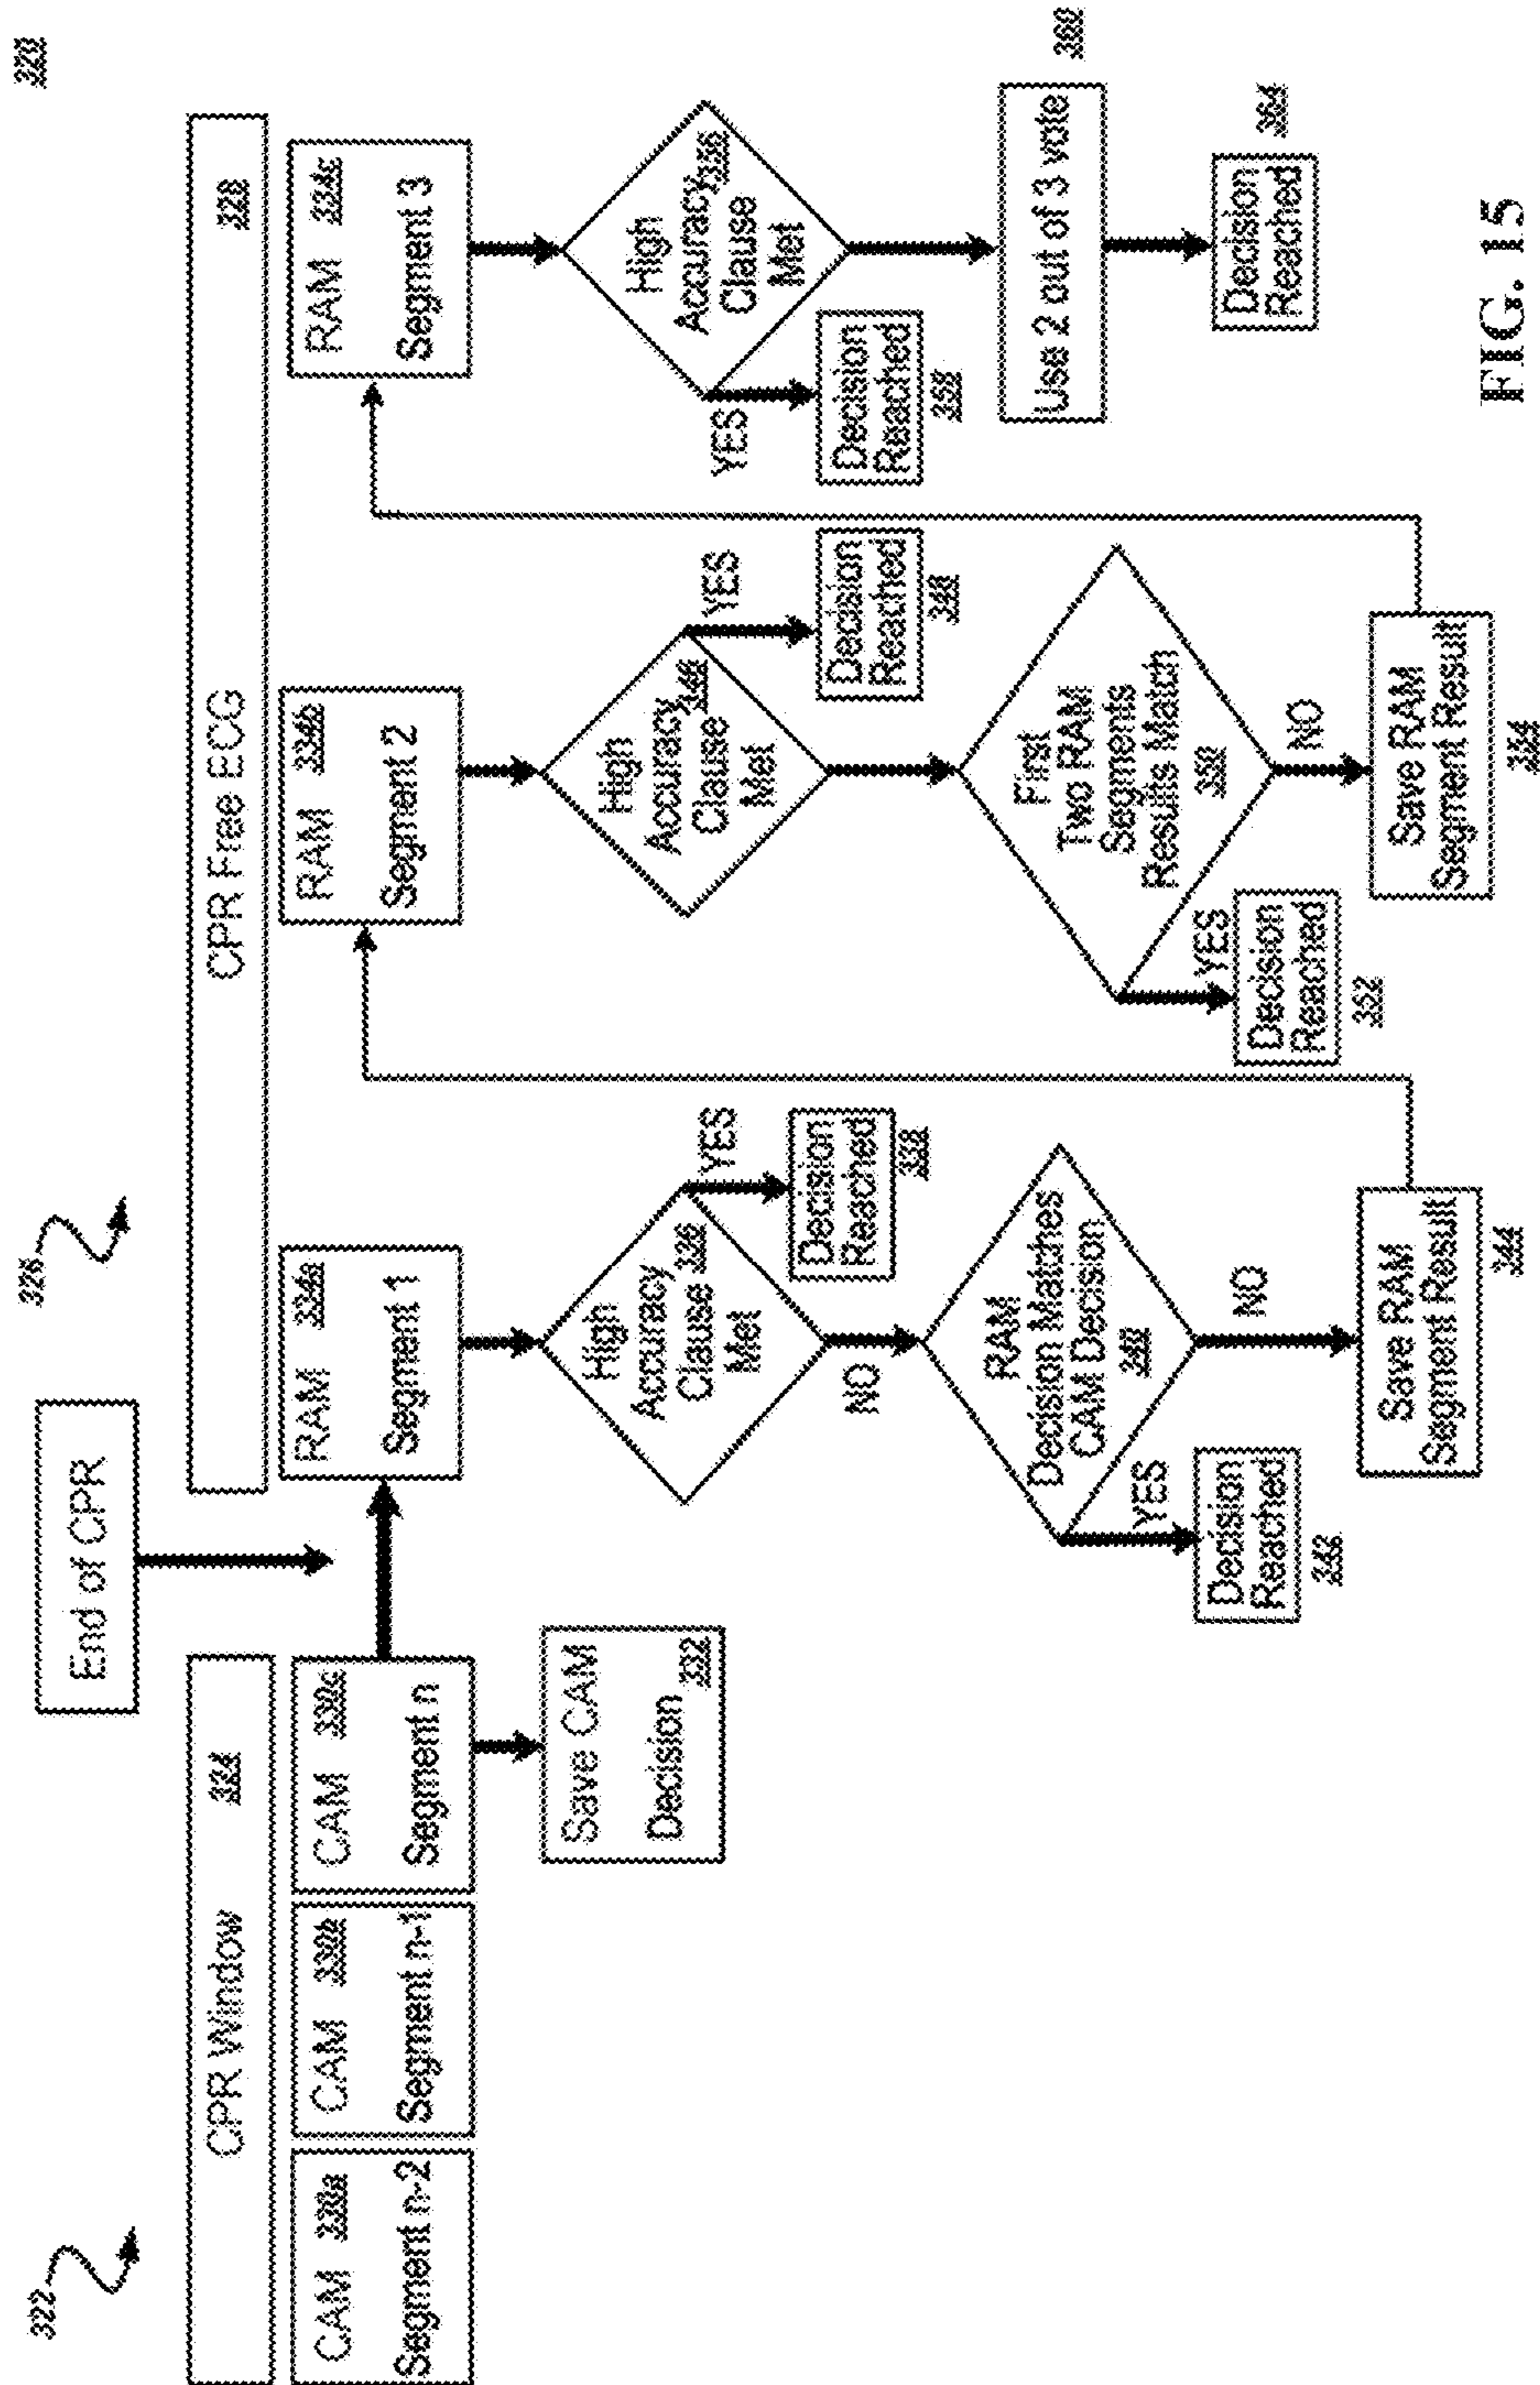 320
322
326
End of CPR
CPR Window 324
CPR Free ECG 328
CAM 330a
Segment n-2
CAM 330b
Segment n-1
CAM 330c
Segment n
Save CAM
Decision 332
RAM 334a
Segment 1
High
Accuracy
Clause 336
Met
YES
Decision
Reached
338
NO
RAM
Decision Matches
CAM Decision
340
YES
Decision
Reached
342
NO
Save RAM
Segment Result
344
RAM 334b
Segment 2
High
Accuracy
Clause 346
Met
YES
Decision
Reached
348
First
Two RAM
Segments
Results Match
350
YES
Decision
Reached
352
NO
Save RAM
Segment Result
354
RAM 334c
Segment 3
High
Accuracy 356
Clause
Met
YES
Decision
Reached
358
Use 2 out of 3 vote
360
Decision
Reached
364
FIG. 15